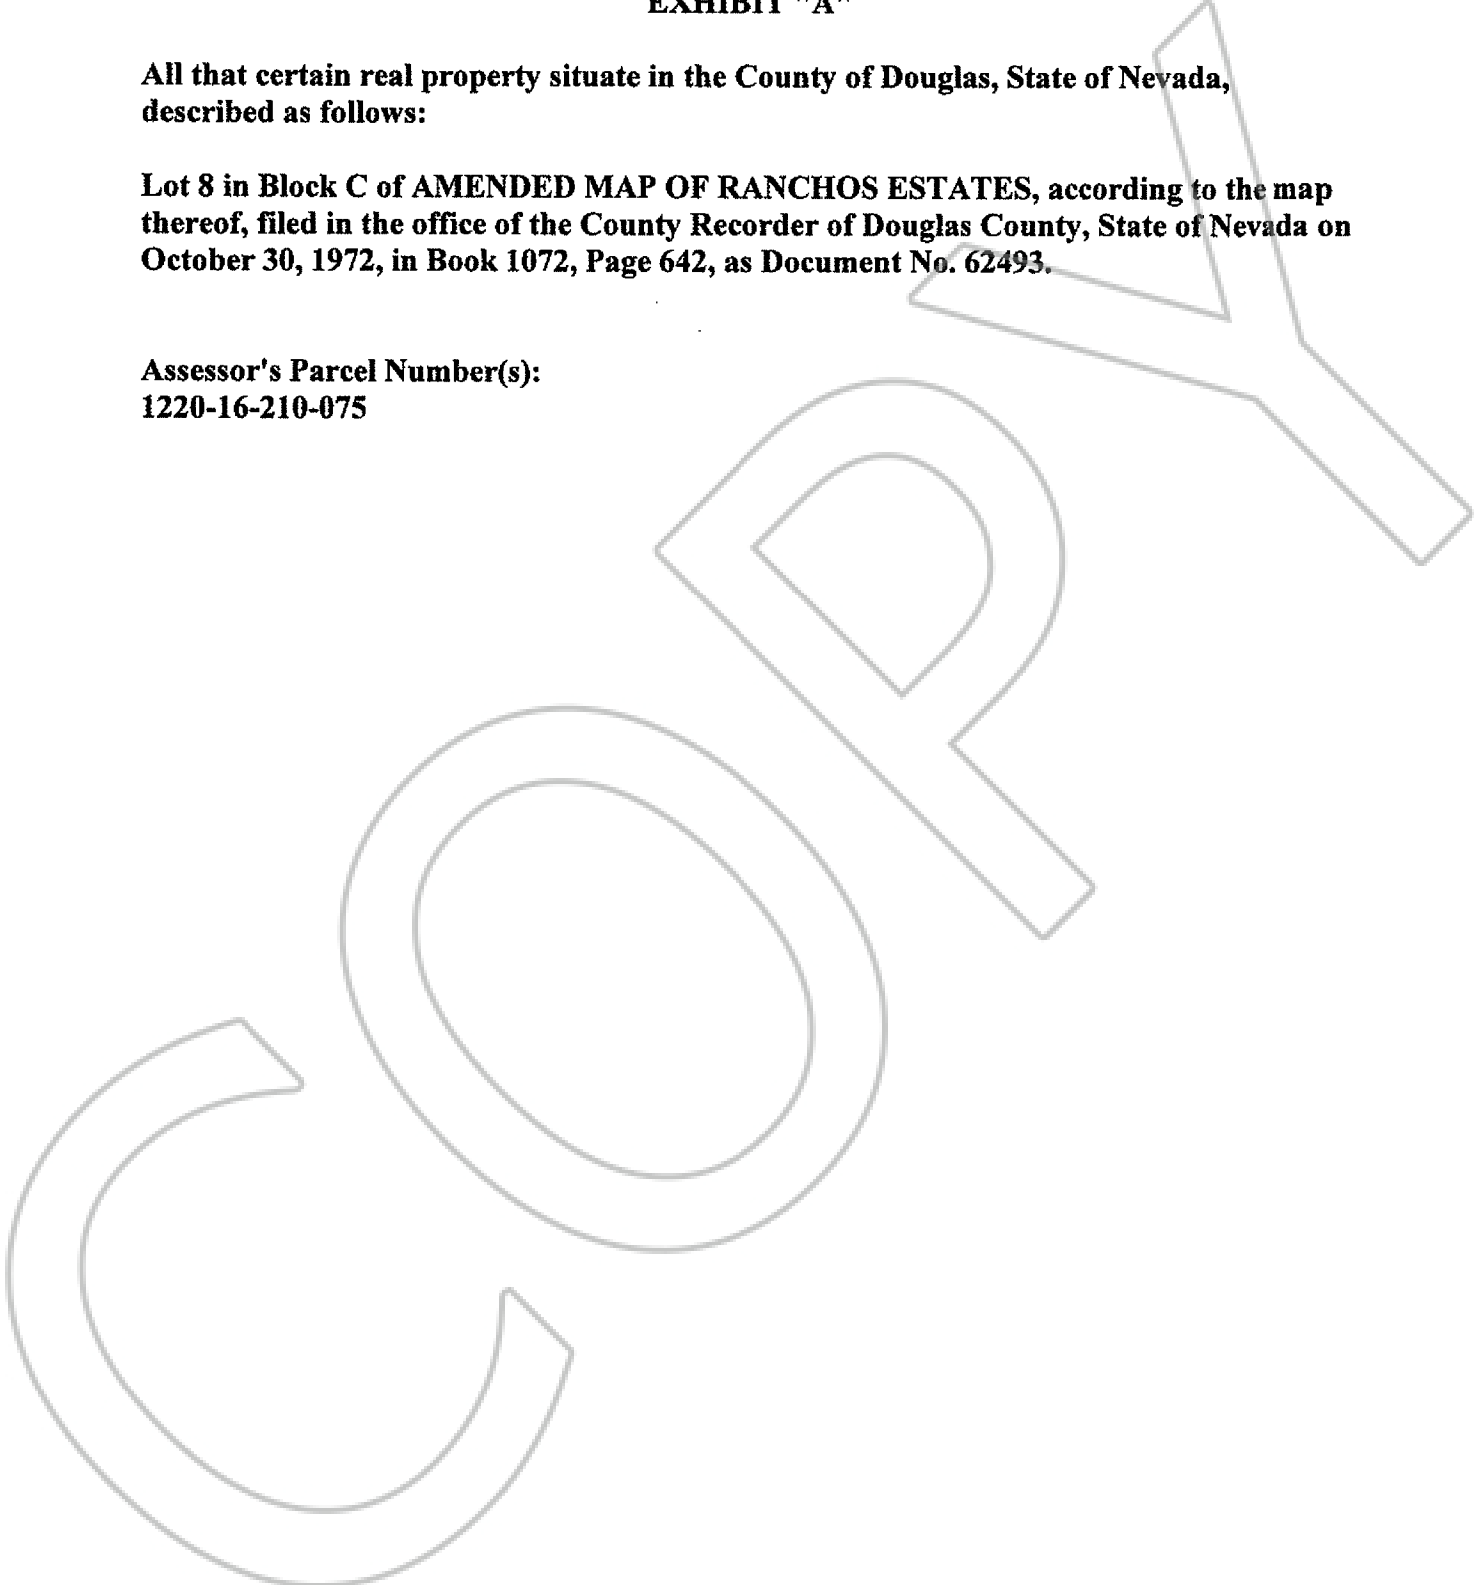 EXHIBIT "A"
All that certain real property situate in the County of Douglas, State of Nevada,
described as follows:
Lot 8 in Block C of AMENDED MAP OF RANCHOS ESTATES, according to the map
thereof, filed in the office of the County Recorder of Douglas County, State of Nevada on
October 30, 1972, in Book 1072, Page 642, as Document No. 62493.
Assessor's Parcel Number(s):
1220-16-210-075
COPY